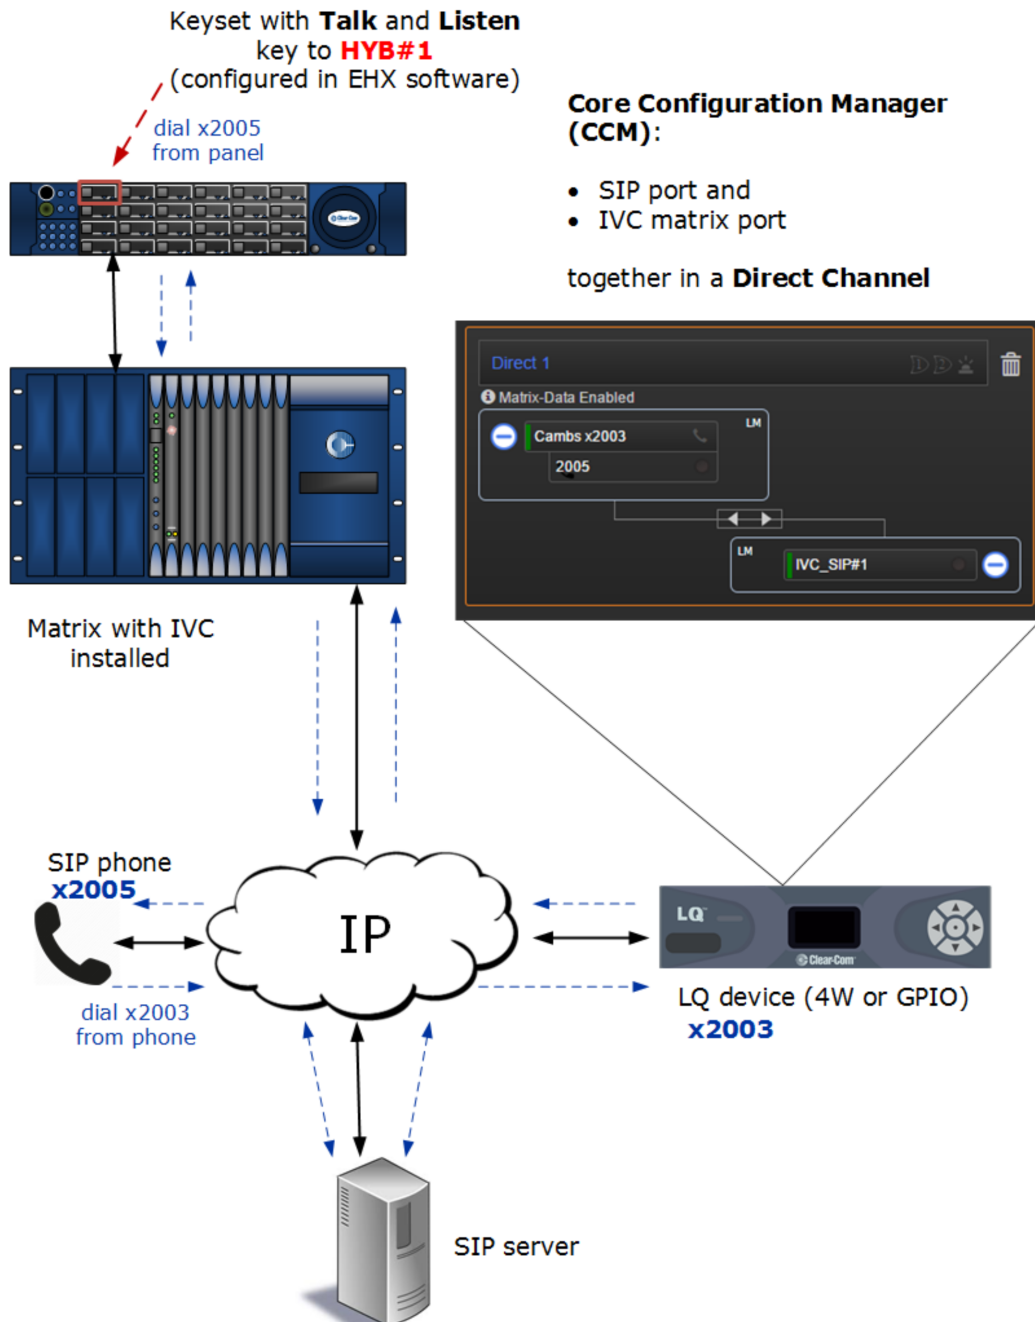 Keyset with Talk and Listen
key to HYB#1
(configured in EHX software)
dial x2005
from panel
Clear-Com
Core Configuration Manager
(CCM):
• SIP port and
• IVC matrix port
together in a Direct Channel
Direct 1
Matrix-Data Enabled
LM
Cambs x2003
2005
LM
IVC_SIP#1
Matrix with IVC
installed
SIP phone
x2005
IP
dial x2003
from phone
LQ™
Clear-Com
LQ device (4W or GPIO)
x2003
SIP server